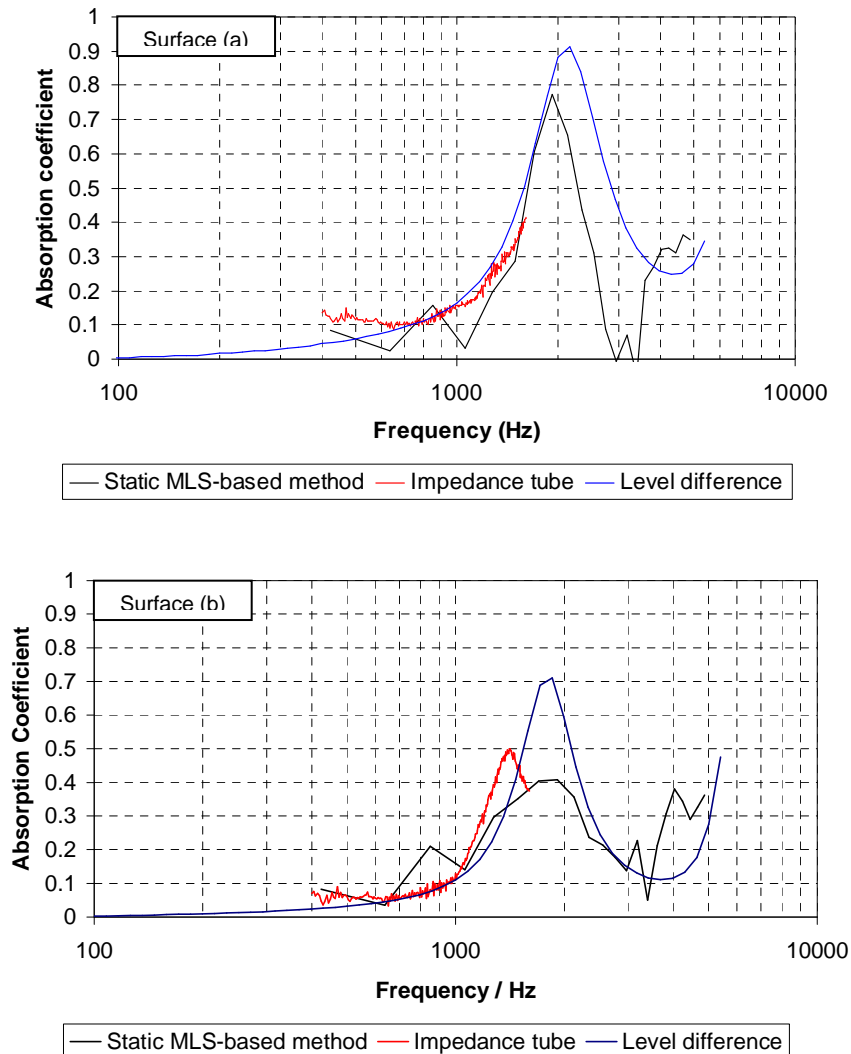 Surface (a)
Absorption coefficient
1
0.9
0.8
0.7
0.6
0.5
0.4
0.3
0.2
0.1
0
100 1000 10000
Frequency (Hz)
Static MLS-based method Impedance tube Level difference
Surface (b)
Absorption Coefficient
1
0.9
0.8
0.7
0.6
0.5
0.4
0.3
0.2
0.1
0
100 1000 10000
Frequency / Hz
Static MLS-based method Impedance tube Level difference